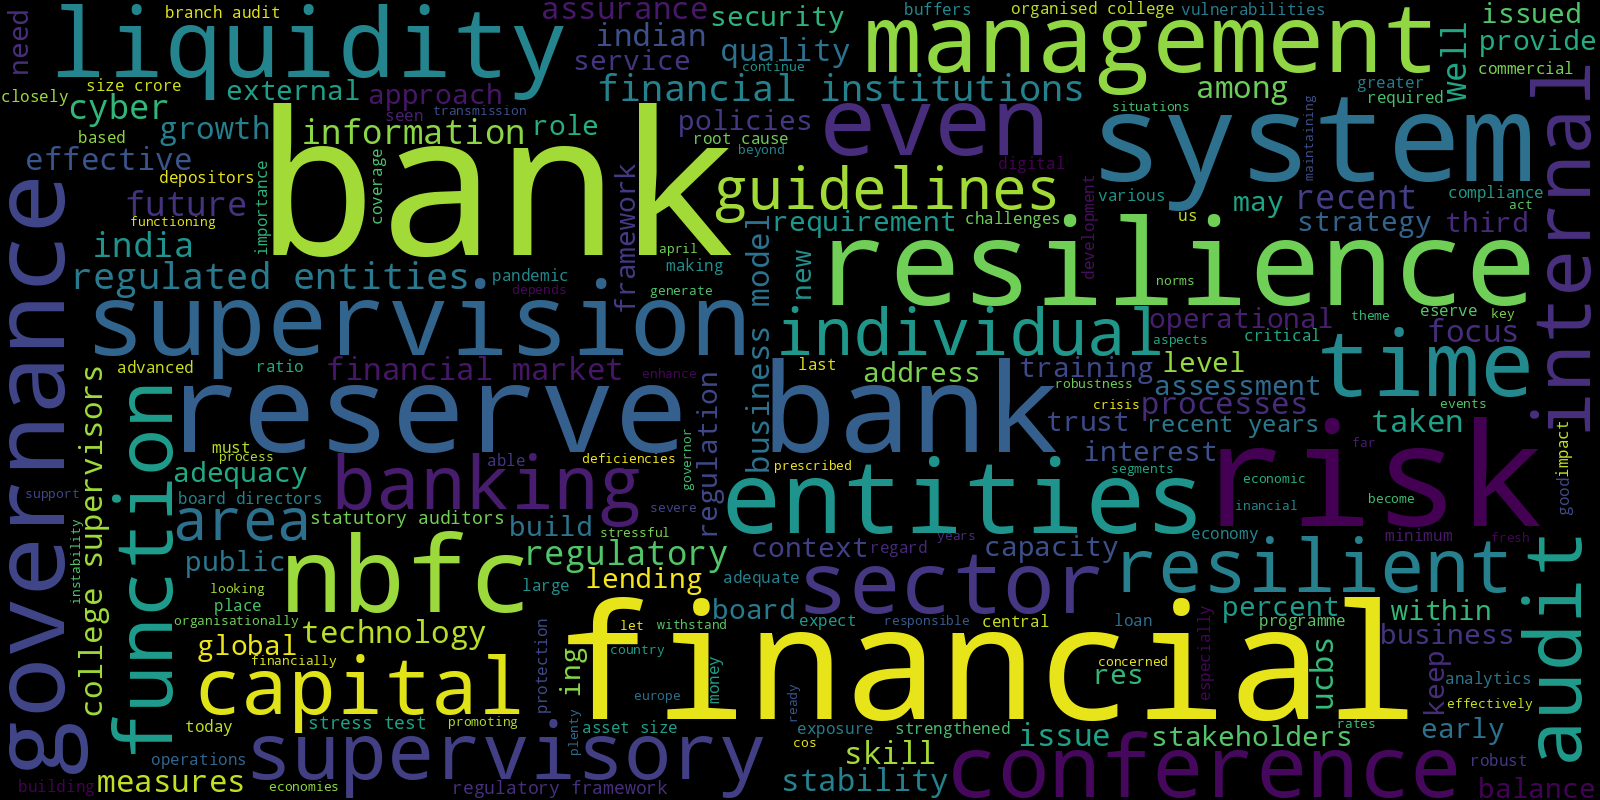 branch audit
assurance
security
buffers
organised college
vulnerabilities
issued
need
liquidity
indian
management
well
provide
service
quality
continue
financial institutions
commercial
closely
size crore
external
approach
among
greater
required
internal
cyber
seen
transmission
policies
even
situations
system
maintaining
growth
bank
information
role
root cause
based
effective
beyond
digital
depositors
importance
coverage
framework
guidelines
various
may
recent
compliance
act
future
functioning
requirement
challenges
us
strategy
third
governance
india
april
business model
resilience
development
regulated entities
pandemic
making
new
norms
depends
generate
supervision
individual
operational
theme
eserve
key
aspects
critical
focus
advanced
ratio
financial market
enhance
last
address
training
level
time
college supervisors
function
reserve bank
regulation
robustness
assessment
crisis
processes
events
trust
recent years
taken
must
process
governor
interest
risk
far
good
impact
adequacy
banking
able
deficiencies
prescribed
segments
support
board directors
entities
economic
become
area
statutory auditors
build
severe
stressful
inancial
instability
public
nbfc
regulatory
years
context
regard
capacity
economy
minimum
fresh
audit
looking
large
lending
adequate
sector
resilient
place
organisationally
financial
board
expect
responsible
central
loan
percent
programme
within
global
technology
let
withstand
especially
business
financially
protection
ing
country
concerned
ucbs
keep
capital
europe
money
res
analytics
today
stress test
promoting
plenty
asset size
ready
exposure
strengthened
issue
stakeholders
rates
effectively
early
operations
supervisory
cos
skill
conference
robust
building
measures
economies
regulatory framework
stability
balance